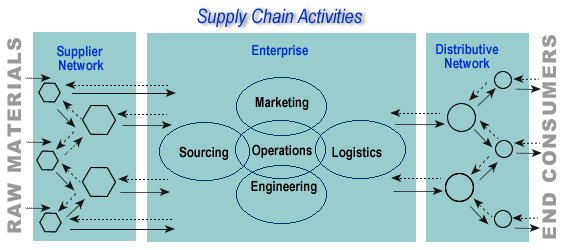 Supply Chain Activities
RAW MATERIALS
Supplier
Network
Enterprise
Marketing
Sourcing
Operations
Logistics
Engineering
Distributive
Network
END CONSUMERS